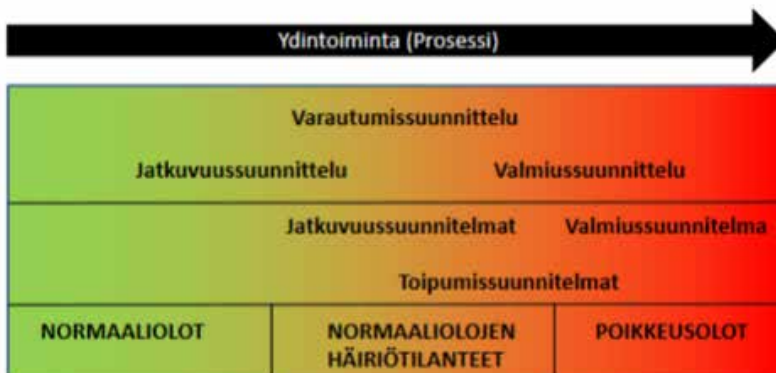 Ydintoiminta (Prosessi)
Varautumissuunnittelu
Jatkuvuussuunnittelu Valmiussuunnittelu
Jatkuvuussuunnitelmat Valmiussuunnitelma
Toipumissuunnitelmat
NORMAALIOLOT NORMAALIOLOJEN POIKKEUSOLOT
HÄIRIÖTILANTEET